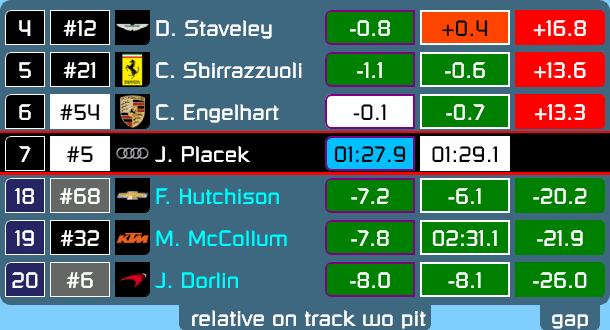 4 #12 D. Staveley -0.8 +0.4 +16.8
5 #21 C. Sbirrazzuoli -1.1 -0.6 +13.6
6 #54 C. Engelhart -0.1 -0.7 +13.3
7 #5 J. Placek 01:27.9 01:29.1
18 #68 F. Hutchison -7.2 -6.1 -20.2
19 #32 KTM M. McCollum -7.8 02:31.1 -21.9
20 #6 J. Dorlin -8.0 -8.1 -26.0
relative on track wo pit gap